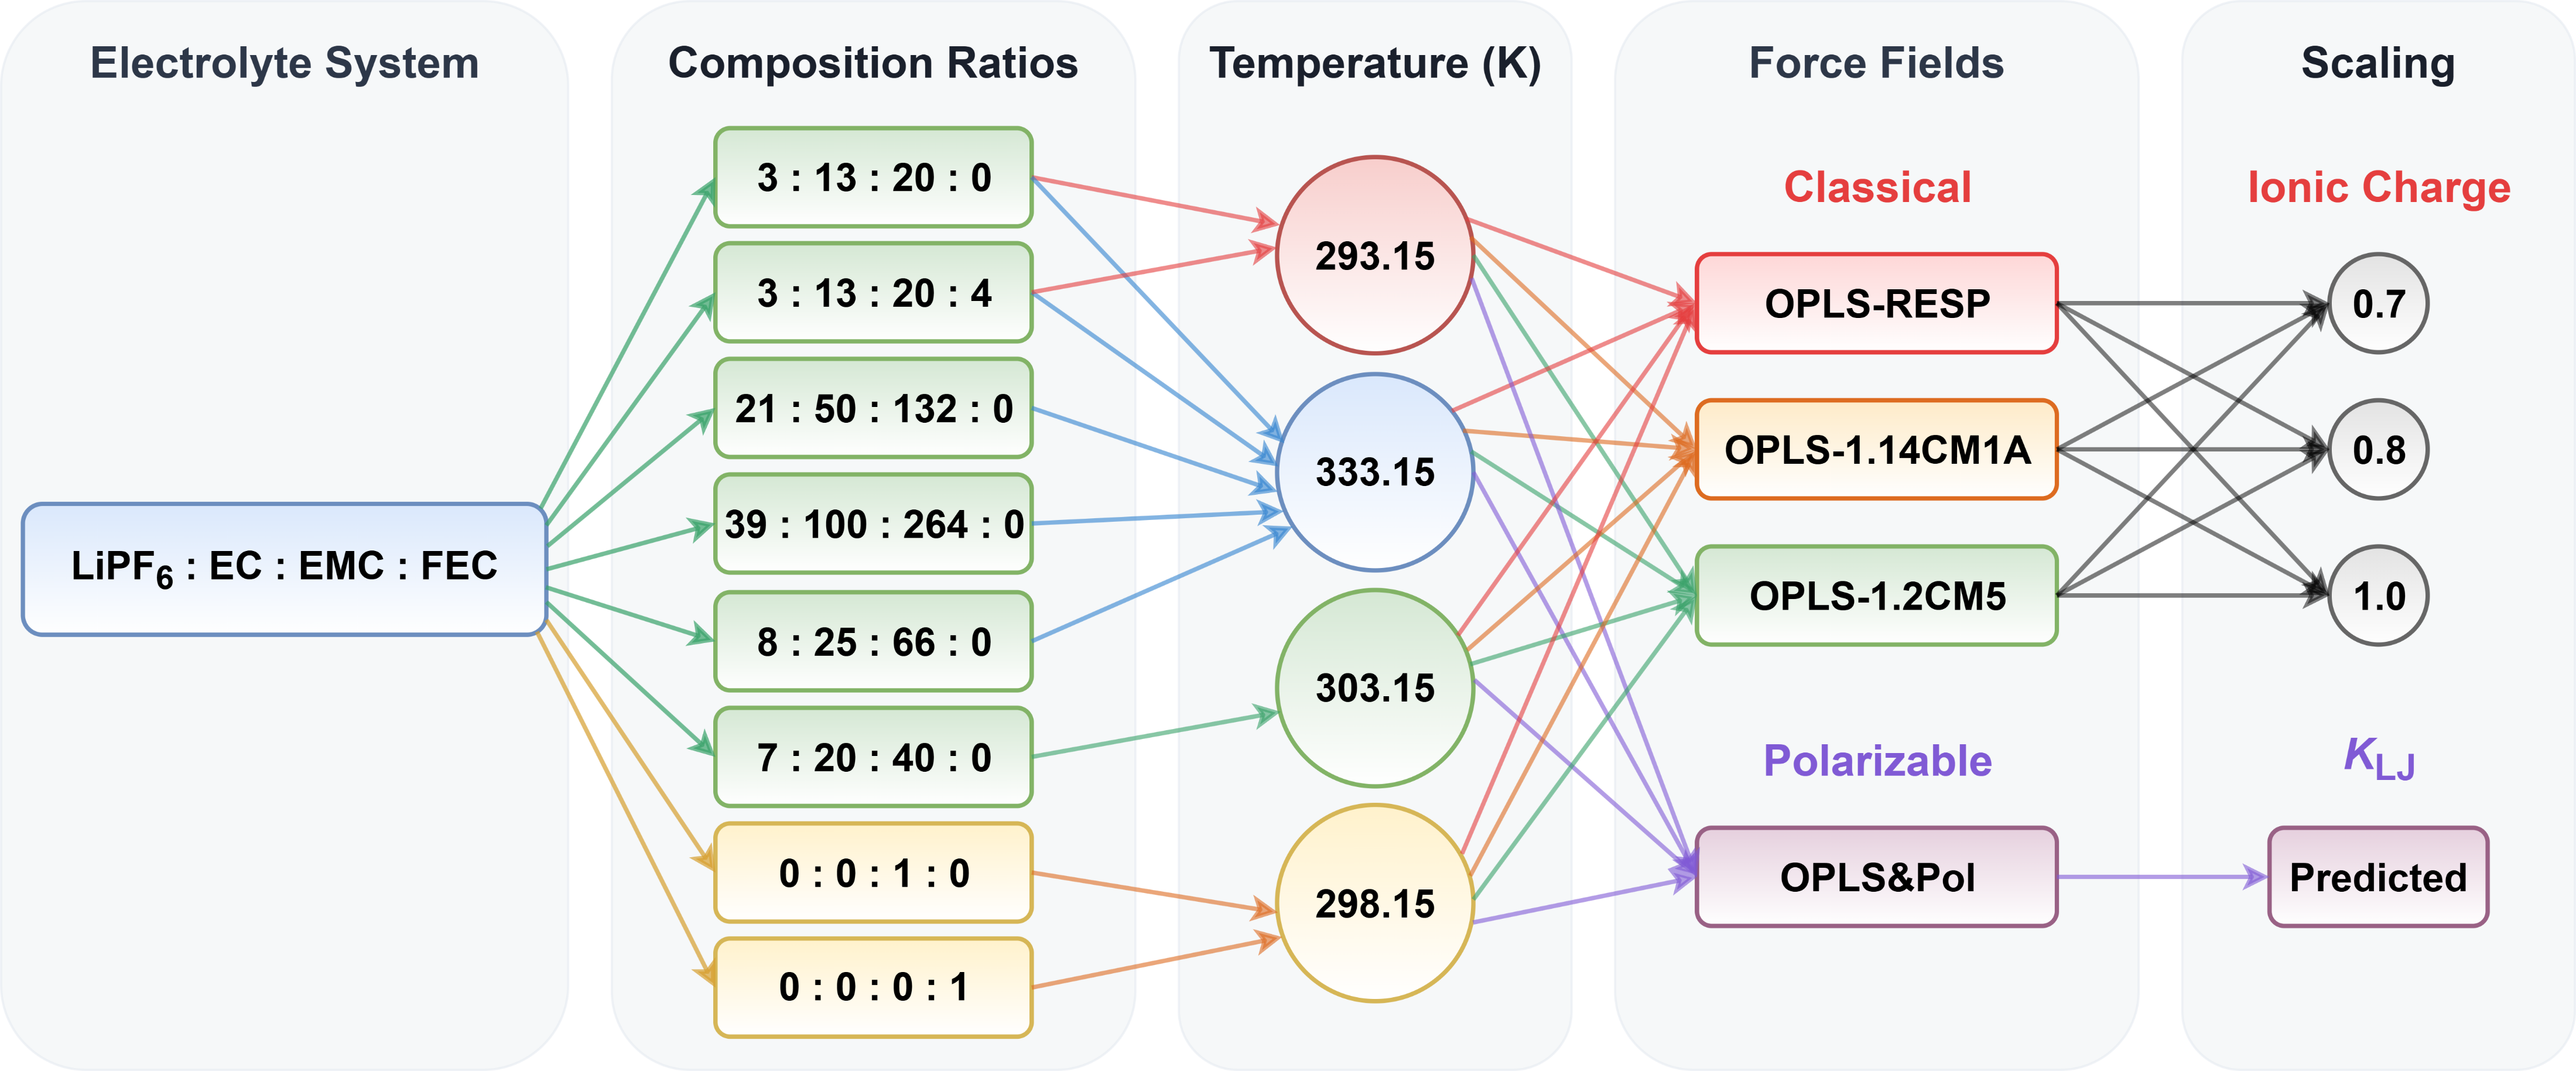 Electrolyte System
LiPF6 : EC : EMC : FEC
Composition Ratios
3 : 13 : 20 : 0
3 : 13 : 20 : 4
21 : 50 : 132 : 0
39 : 100 : 264 : 0
8 : 25 : 66 : 0
7 : 20 : 40 : 0
0 : 0 : 1 : 0
0 : 0 : 0 : 1
Temperature (K)
293.15
333.15
303.15
298.15
Force Fields
Classical
OPLS-RESP
OPLS-1.14CM1A
OPLS-1.2CM5
Polarizable
OPLS&Pol
Scaling
Ionic Charge
0.7
0.8
1.0
KLJ
Predicted